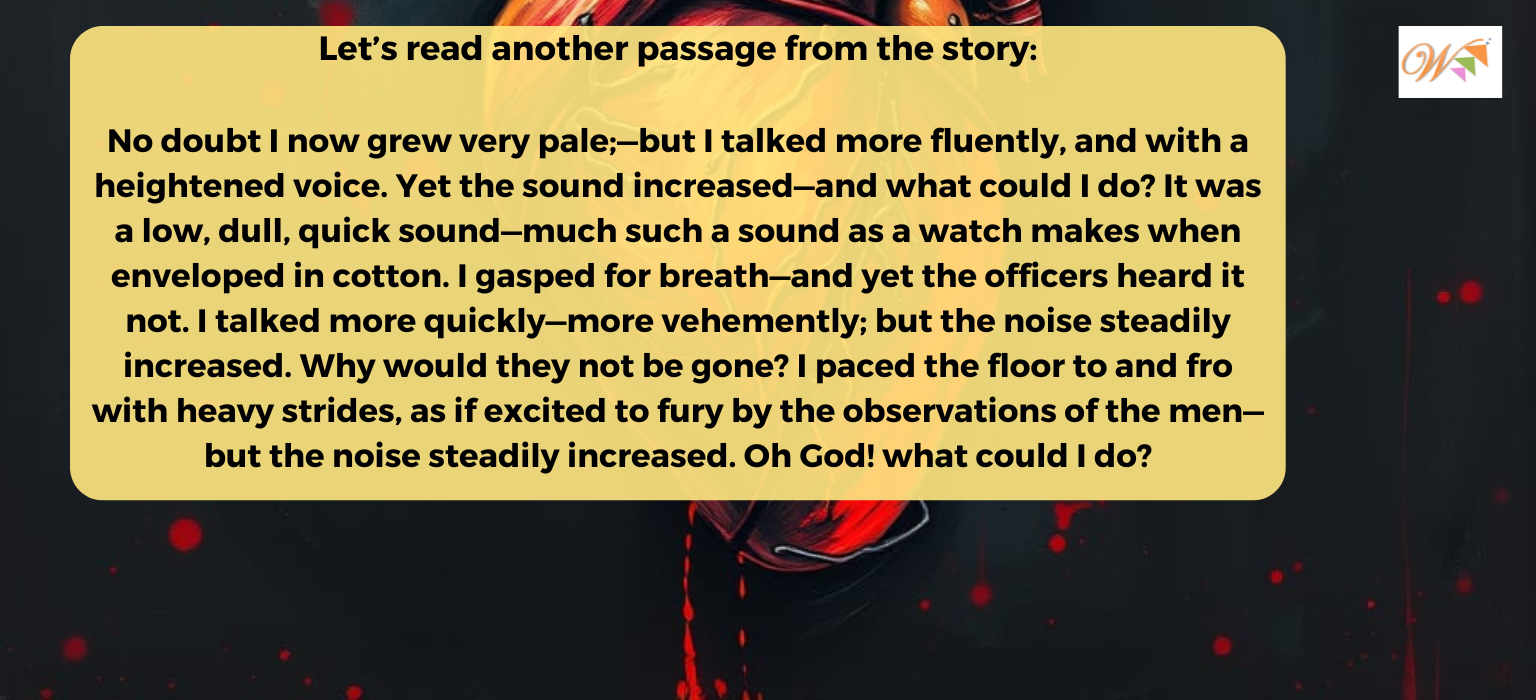 Let’s read another passage from the story:
No doubt I now grew very pale;—but I talked more fluently, and with a
heightened voice. Yet the sound increased—and what could I do? It was
a low, dull, quick sound—much such a sound as a watch makes when
enveloped in cotton. I gasped for breath—and yet the officers heard it
not. I talked more quickly—more vehemently; but the noise steadily
increased. Why would they not be gone? I paced the floor to and fro
with heavy strides, as if excited to fury by the observations of the men—
but the noise steadily increased. Oh God! what could I do?
W